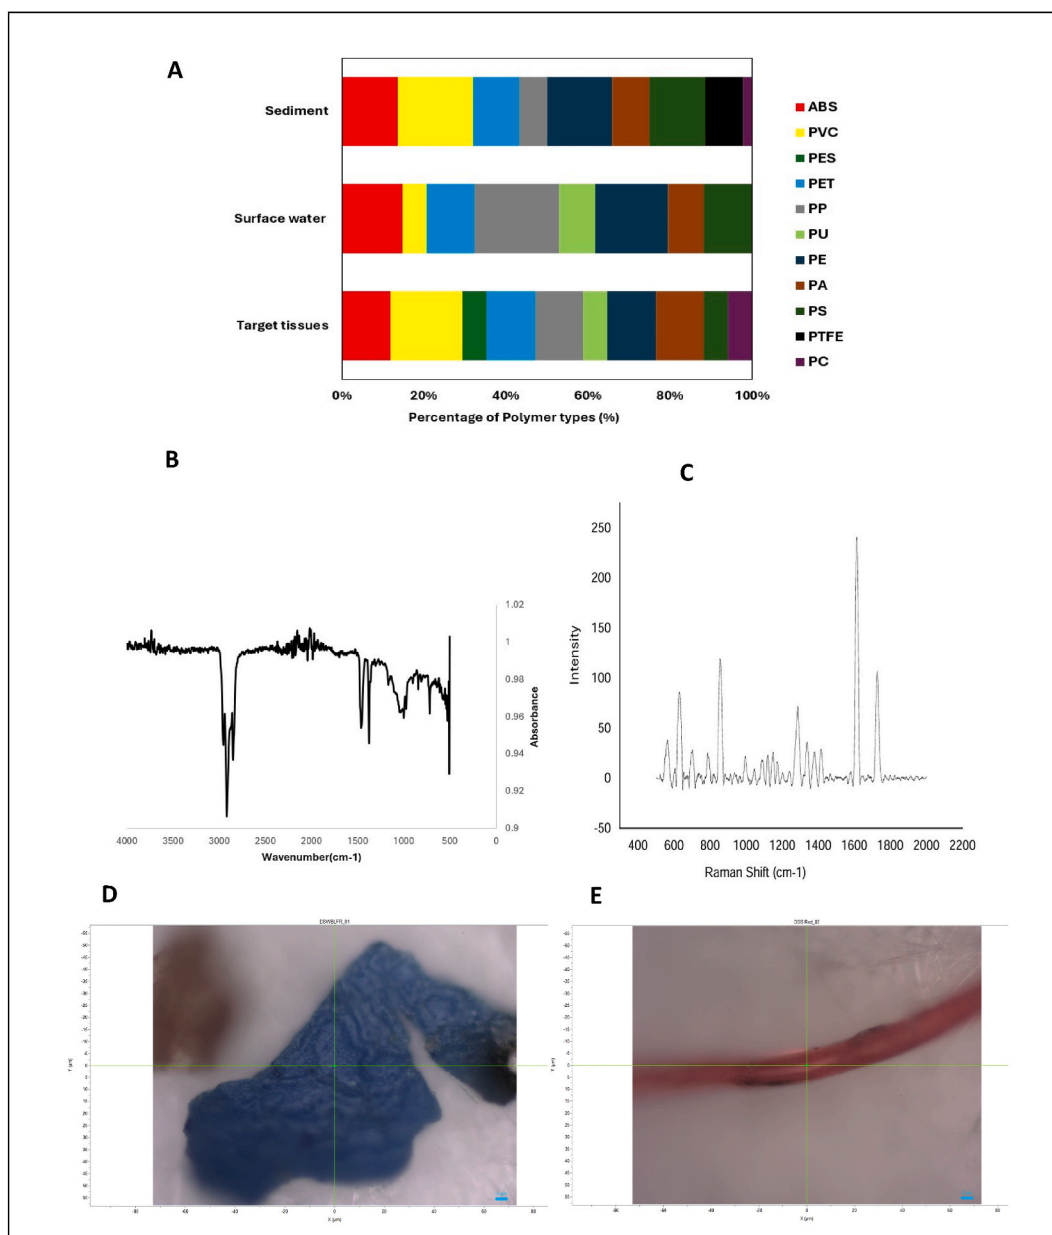 A
Sediment
Surface water
Target tissues
0% 20% 40% 60% 80% 100%
Percentage of Polymer types (%)
ABS
PVC
PES
PET
PP
PU
PE
PA
PS
PTFE
PC
B
1.02
1
0.98
0.96
0.94
0.92
0.9
Absorbance
4000 3500 3000 2500 2000 1500 1000 500 0
Wavenumber(cm-1)
C
250
200
150
100
50
0
-50
Intensity
400 600 800 1000 1200 1400 1600 1800 2000 2200
Raman Shift (cm-1)
D
X (µm)
E
X (µm)